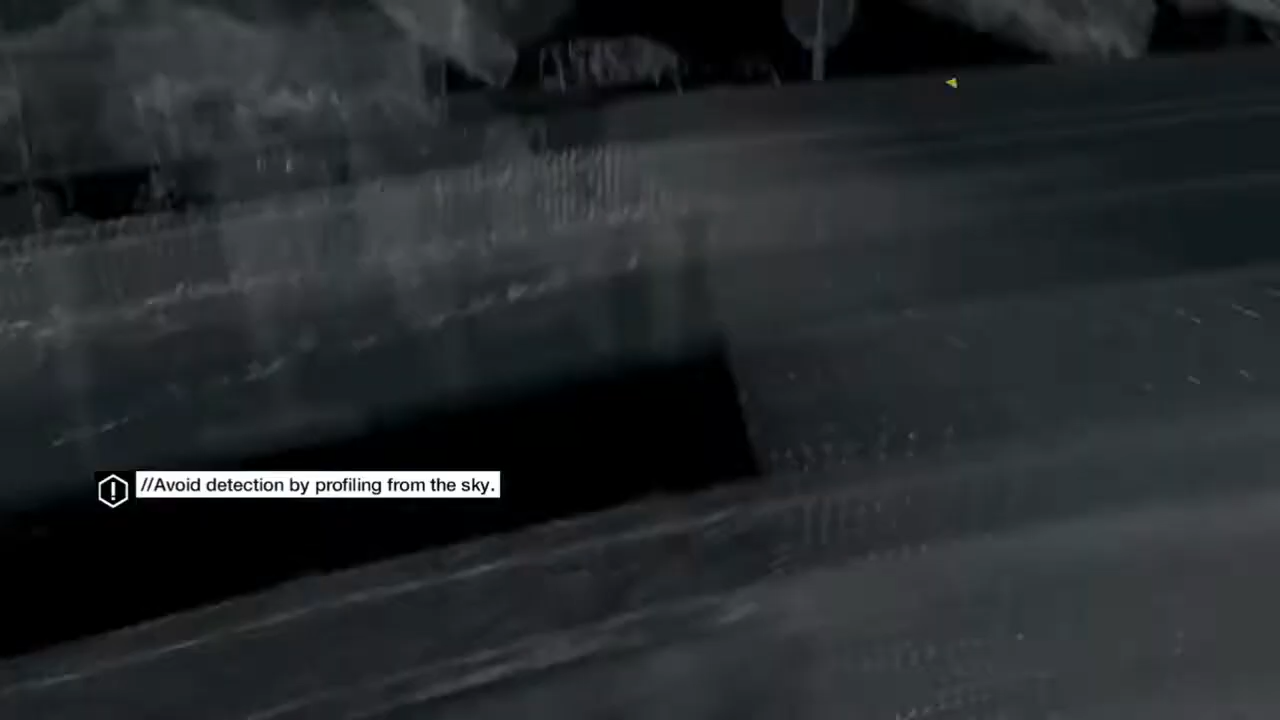 //Avoid detection by profiling from the sky.